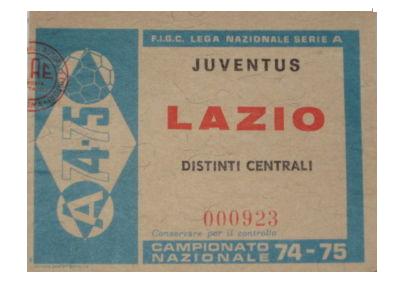 F.I.G.C. LEGA NAZIONALE SERIE A
JUVENTUS
LAZIO
DISTINTI CENTRALI
000923
Conservare per il controllo
CAMPIONATO
NAZIONALE 74-75
A 74-75
A